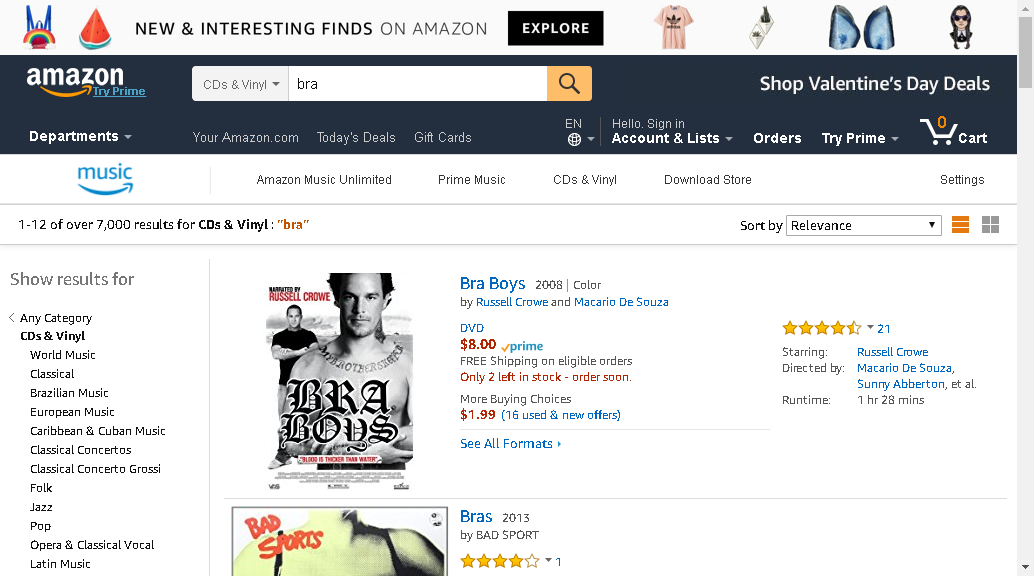 NEW & INTERESTING FINDS ON AMAZON EXPLORE
amazon
Try Prime
CDs & Vinyl bra
Shop Valentine's Day Deals
Departments
Your Amazon.com Today's Deals Gift Cards
EN
Hello. Sign in
Account & Lists
Orders
Try Prime
0
Cart
music
Amazon Music Unlimited Prime Music CDs & Vinyl Download Store Settings
1-12 of over 7,000 results for CDs & Vinyl : "bra"
Sort by Relevance
Show results for
Any Category
CDs & Vinyl
World Music
Classical
Brazilian Music
European Music
Caribbean & Cuban Music
Classical Concertos
Classical Concerto Grossi
Folk
Jazz
Pop
Opera & Classical Vocal
Latin Music
NARRATED BY
RUSSELL CROWE
BRA
BOYS
"BLOOD IS THICKER THAN WATER"
Bra Boys 2008 | Color
by Russell Crowe and Macario De Souza
DVD
$8.00 prime
FREE Shipping on eligible orders
Only 2 left in stock - order soon.
More Buying Choices
$1.99 (16 used & new offers)
See All Formats
21
Starring: Russell Crowe
Directed by: Macario De Souza,
Sunny Abberton, et al.
Runtime: 1 hr 28 mins
BAD
SPORTS
Bras 2013
by BAD SPORT
1